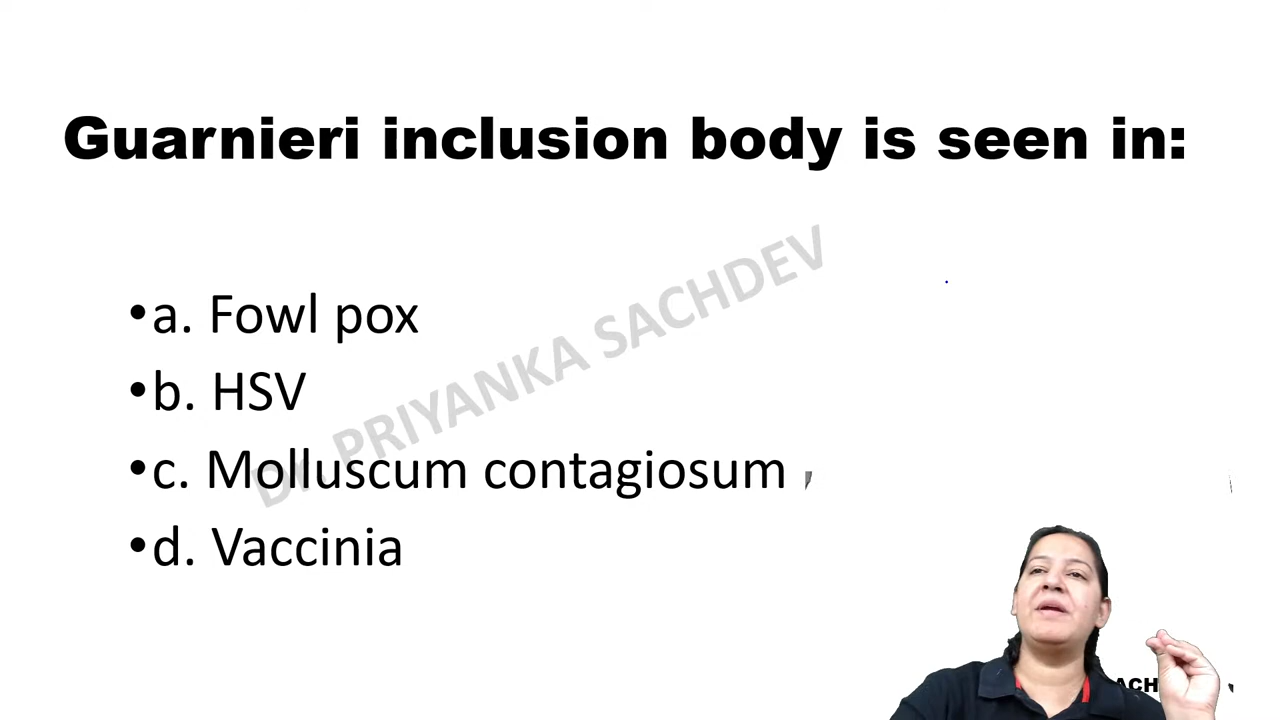 Guarnieri inclusion body is seen in:
•a. Fowl pox
•b. HSV
•c. Molluscum contagiosum
•d. Vaccinia
Dr PRIYANKA SACHDEV